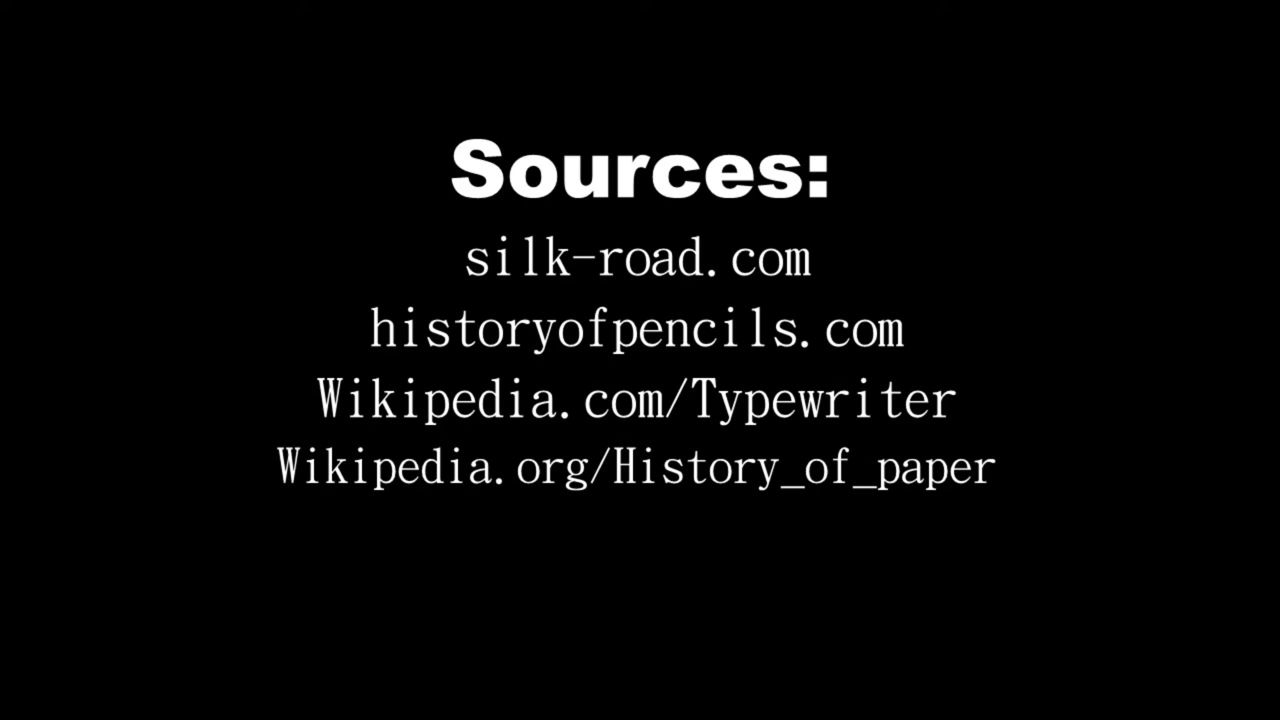 Sources:
silk-road.com
historyofpencils.com
Wikipedia.com/Typewriter
Wikipedia.org/History_of_paper